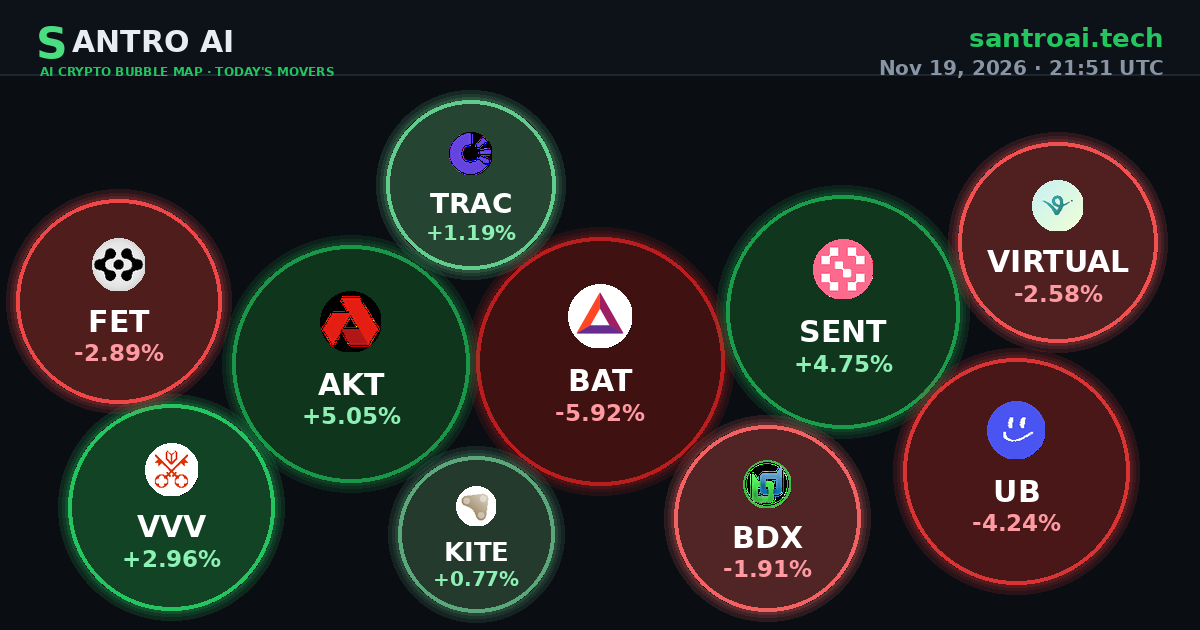 SANTRO AI
AI CRYPTO BUBBLE MAP · TODAY'S MOVERS
santroai.tech
Nov 19, 2026 · 21:51 UTC
TRAC
+1.19%
FET
-2.89%
AKT
+5.05%
BAT
-5.92%
SENT
+4.75%
VIRTUAL
-2.58%
VVV
+2.96%
KITE
+0.77%
BDX
-1.91%
UB
-4.24%